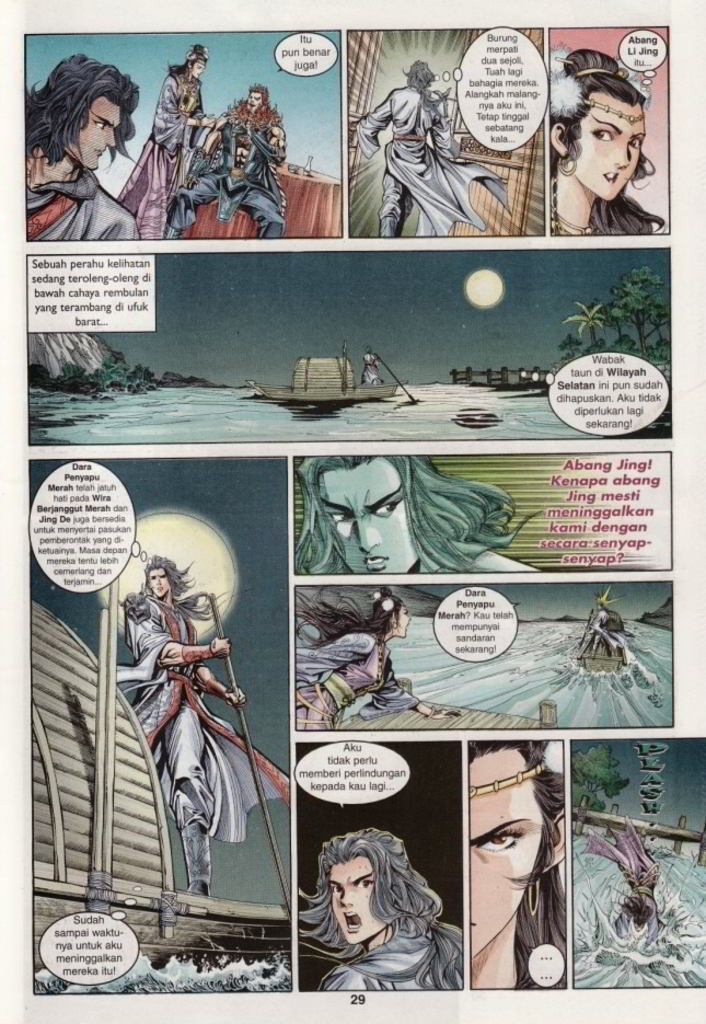 Itu
pun benar
juga!
Burung
merpati
dua sejoli,
Tuah lagi
bahagia mereka.
Alangkah malang-
nya aku ini,
Tetap tinggal
sebatang
kala...
Abang
Li Jing
itu...
Sebuah perahu kelihatan
sedang teroleng-oleng di
bawah cahaya rembulan
yang terambang di ufuk
barat...
Wabak
taun di Wilayah
Selatan ini pun sudah
dihapuskan. Aku tidak
diperlukan lagi
sekarang!
Dara
Penyapu
Merah telah jatuh
hati pada Wira
Berjanggut Merah dan
Jing De juga bersedia
untuk menyertai pasukan
pemberontak yang di-
ketuainya. Masa depan
mereka tentu lebih
cemerlang dan
terjamin...
Sudah
sampai waktu-
nya untuk aku
meninggalkan
mereka itu!
Abang Jing!
Kenapa abang
Jing mesti
meninggalkan
kami dengan
secara senyap-
senyap?
Dara
Penyapu
Merah? Kau telah
mempunyai
sandaran
sekarang!
Aku
tidak perlu
memberi perlindungan
kepada kau lagi...
...
...
PLASH
29